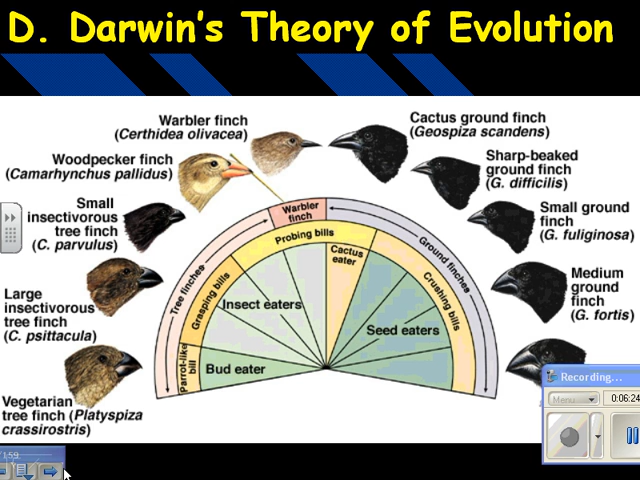 D. Darwin's Theory of Evolution
Warbler finch
(Certhidea olivacea)
Cactus ground finch
(Geospiza scandens)
Woodpecker finch
(Camarhynchus pallidus)
Sharp-beaked
ground finch
(G. difficilis)
Small
insectivorous
tree finch
(C. parvulus)
Small ground
finch
(G. fuliginosa)
Large
insectivorous
tree finch
(C. psittacula)
Medium
ground
finch
(G. fortis)
Vegetarian
tree finch (Platyspiza
crassirostris)
Warbler
finch
Tree finches
Ground finches
Probing bills
Grasping bills
Crushing bills
Parrot-like
bill
Cactus
eater
Insect eaters
Seed eaters
Bud eater
Recording...
Menu
0:06:24